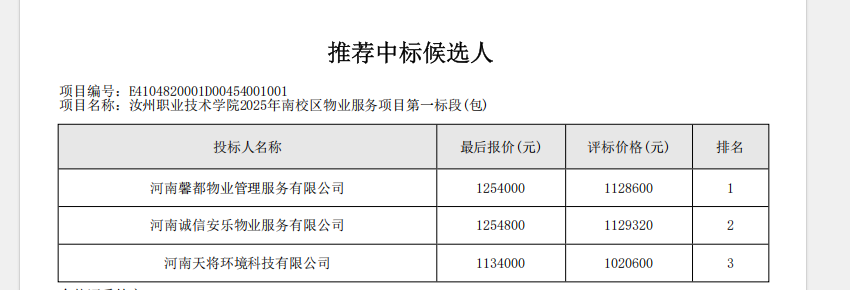 推荐中标候选人
项目编号：E4104820001D00454001001
项目名称：汝州职业技术学院2025年南校区物业服务项目第一标段(包)
投标人名称 最后报价(元) 评标价格(元) 排名
河南馨都物业管理服务有限公司 1254000 1128600 1
河南诚信安乐物业服务有限公司 1254800 1129320 2
河南天将环境科技有限公司 1134000 1020600 3